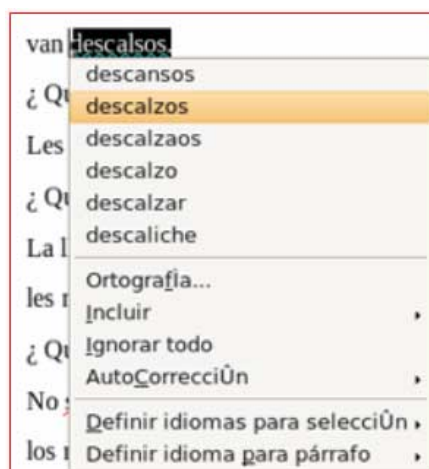 van descalsos.
descansos
¿ Qu
descalzos
Les
descalzaos
¿ Qu
descalzo
descalzar
La l
descaliche
les
Ortografía...
Incluir
¿ Qu
Ignorar todo
AutoCorrecciÛn
No
Definir idiomas para selecciÛn
los
Definir idioma para párrafo